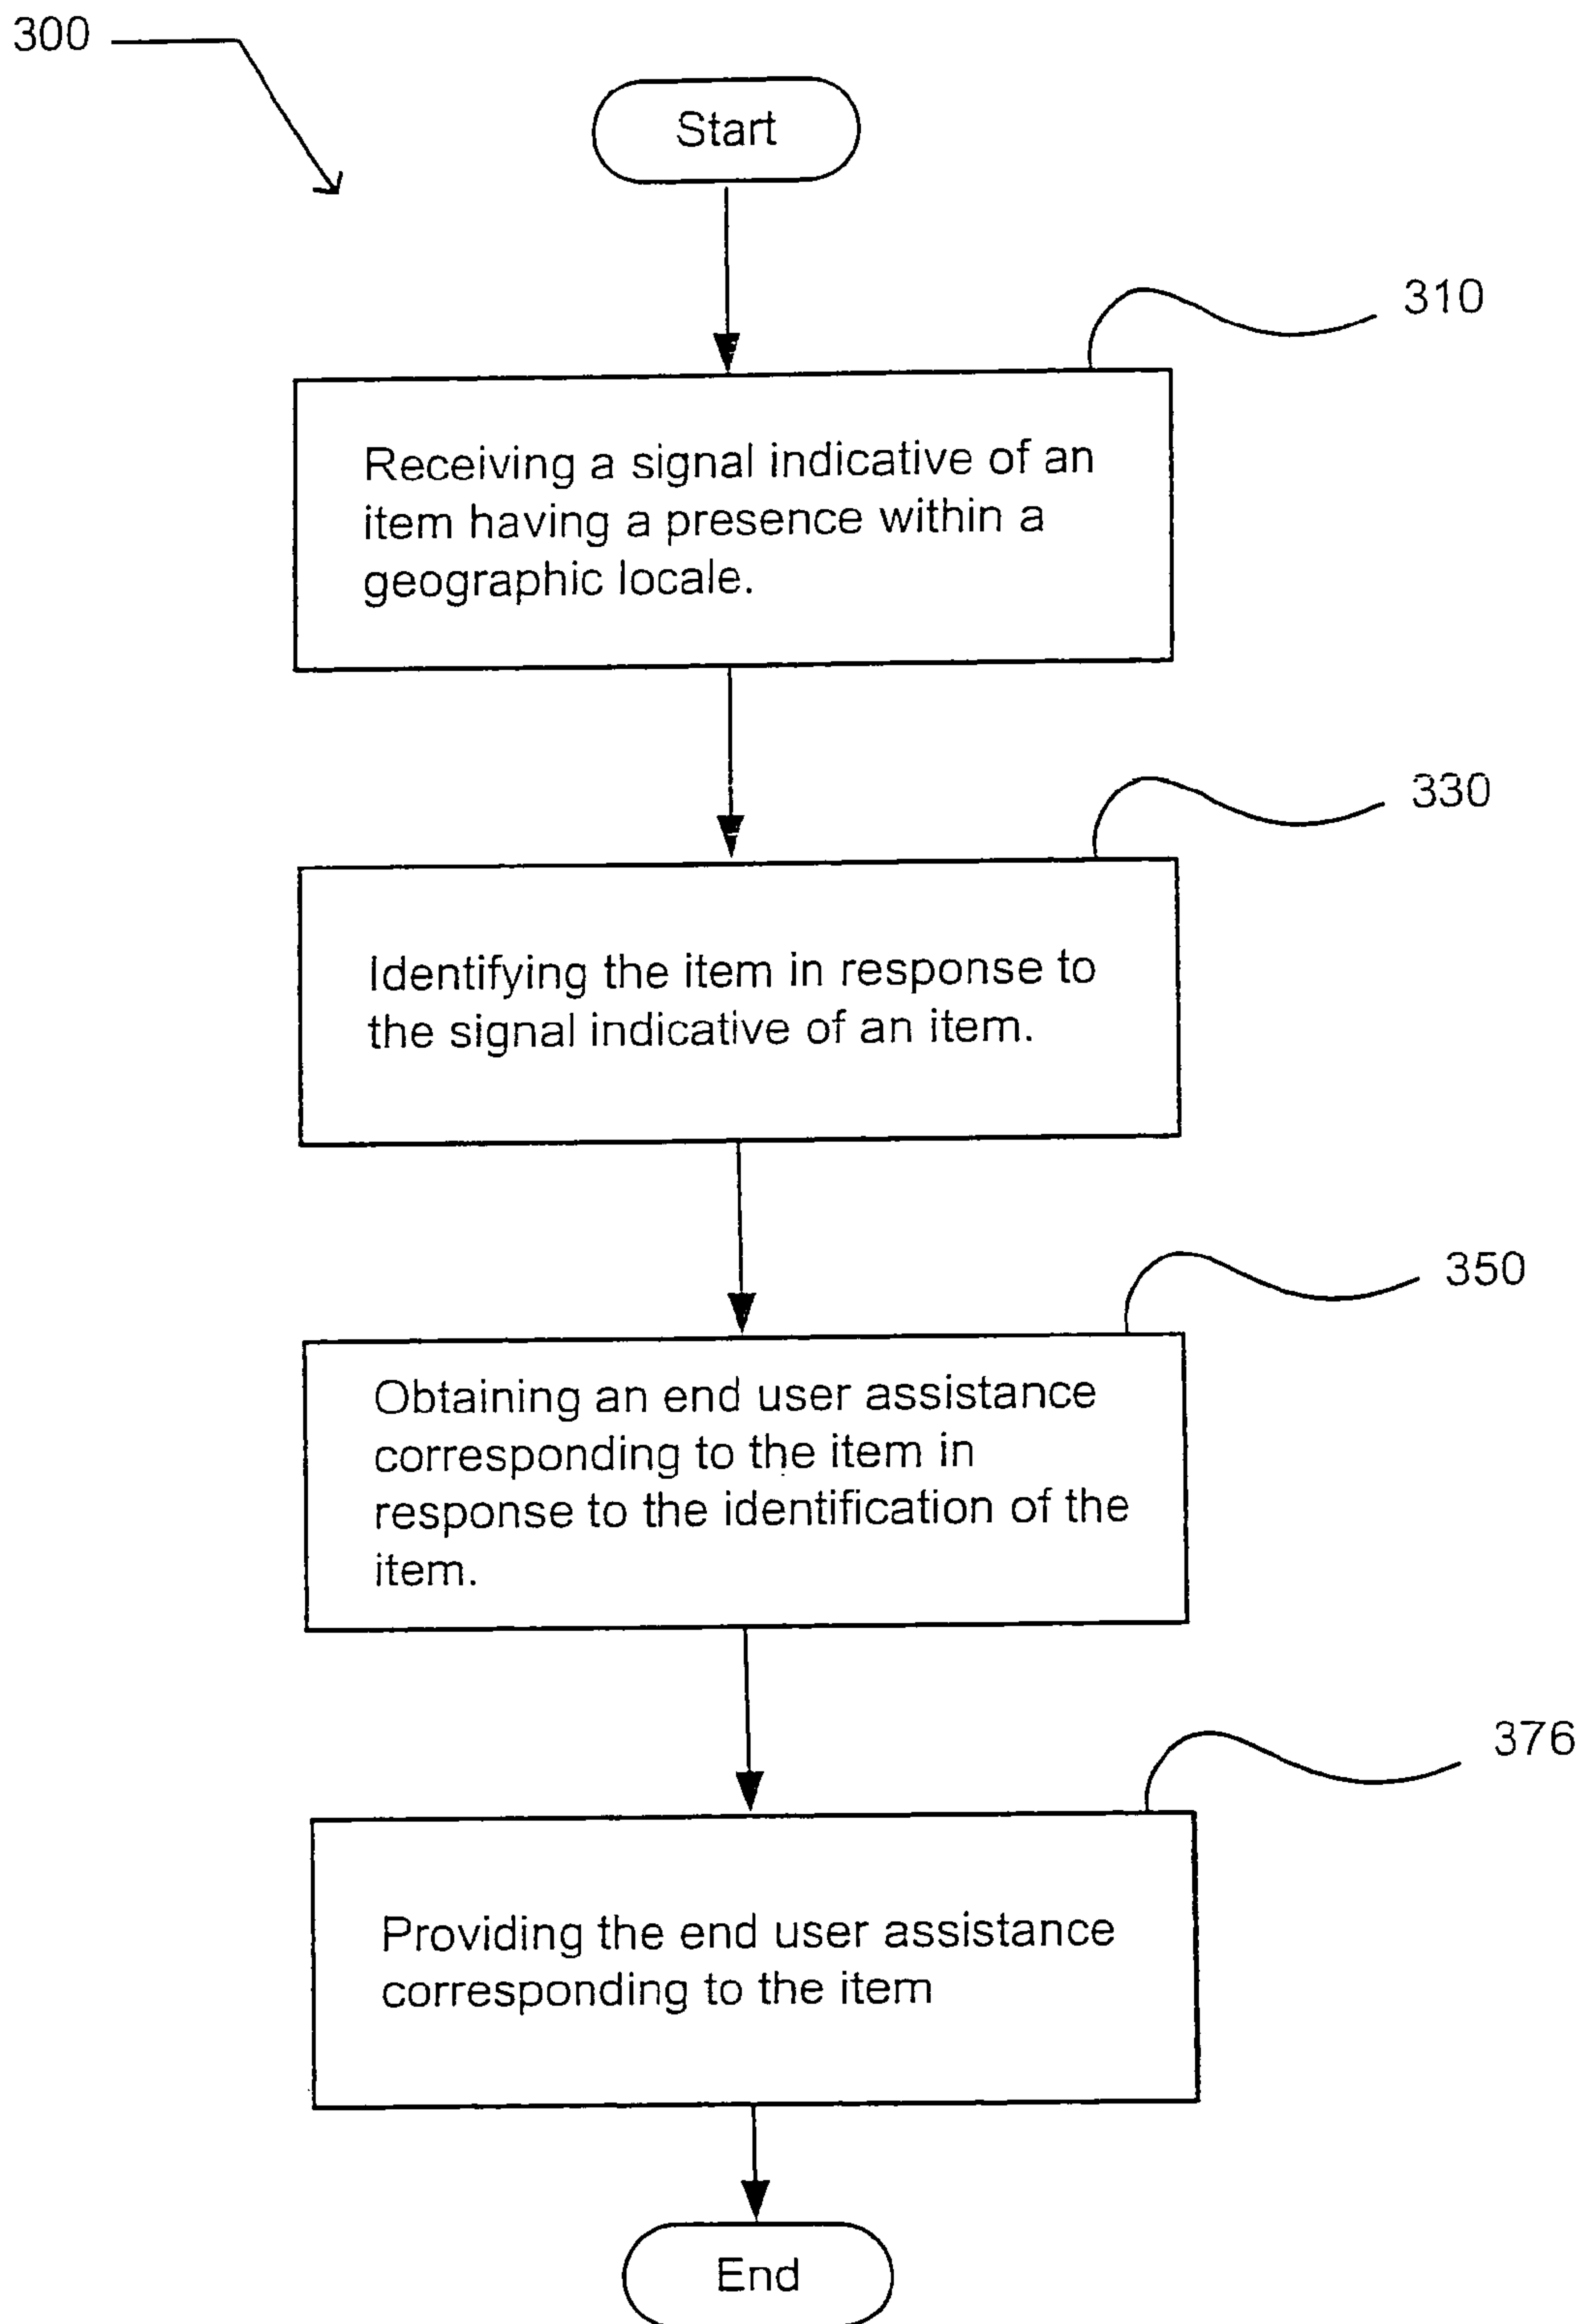 300
Start
310
Receiving a signal indicative of an
item having a presence within a
geographic locale.
330
Identifying the item in response to
the signal indicative of an item.
350
Obtaining an end user assistance
corresponding to the item in
response to the identification of the
item.
376
Providing the end user assistance
corresponding to the item
End